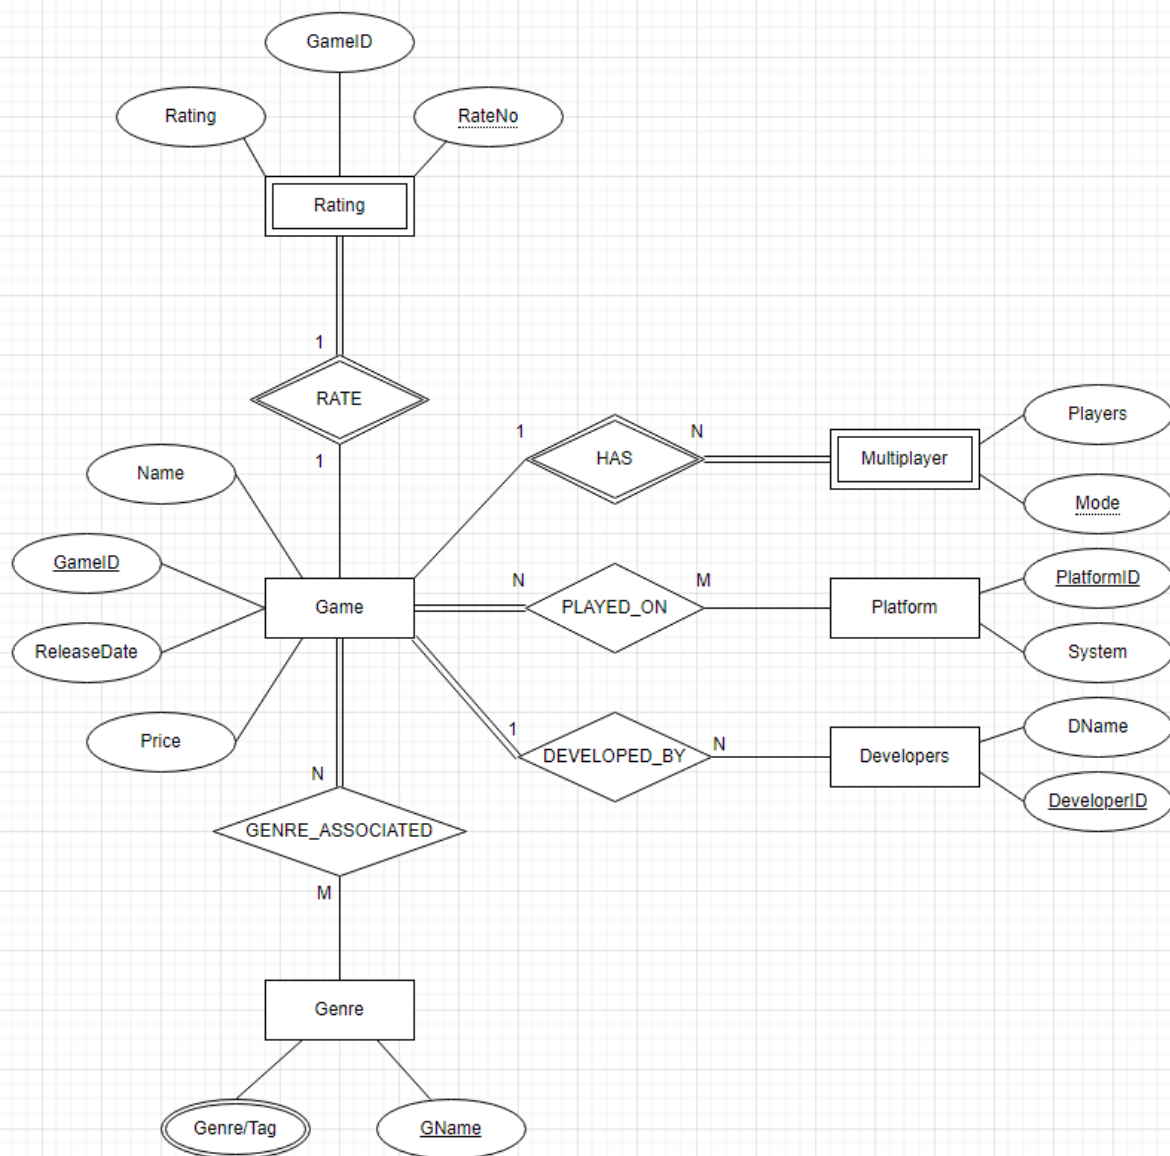 GameID
Rating
RateNo
Rating
1
RATE
1
Name
GameID
ReleaseDate
Price
Game
1
HAS
N
Multiplayer
Players
Mode
N
PLAYED_ON
M
Platform
PlatformID
System
1
DEVELOPED_BY
N
Developers
DName
DeveloperID
N
GENRE_ASSOCIATED
M
Genre
Genre/Tag
GName